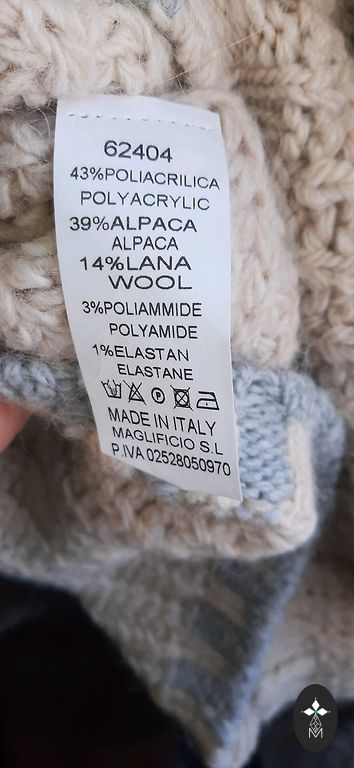 62404
43%POLIACRILICA
POLYACRYLIC
39%ALPACA
ALPACA
14%LANA
WOOL
3%POLIAMMIDE
POLYAMIDE
1%ELASTAN
ELASTANE
MADE IN ITALY
MAGLIFICIO S.L
P.IVA 02528050970
M